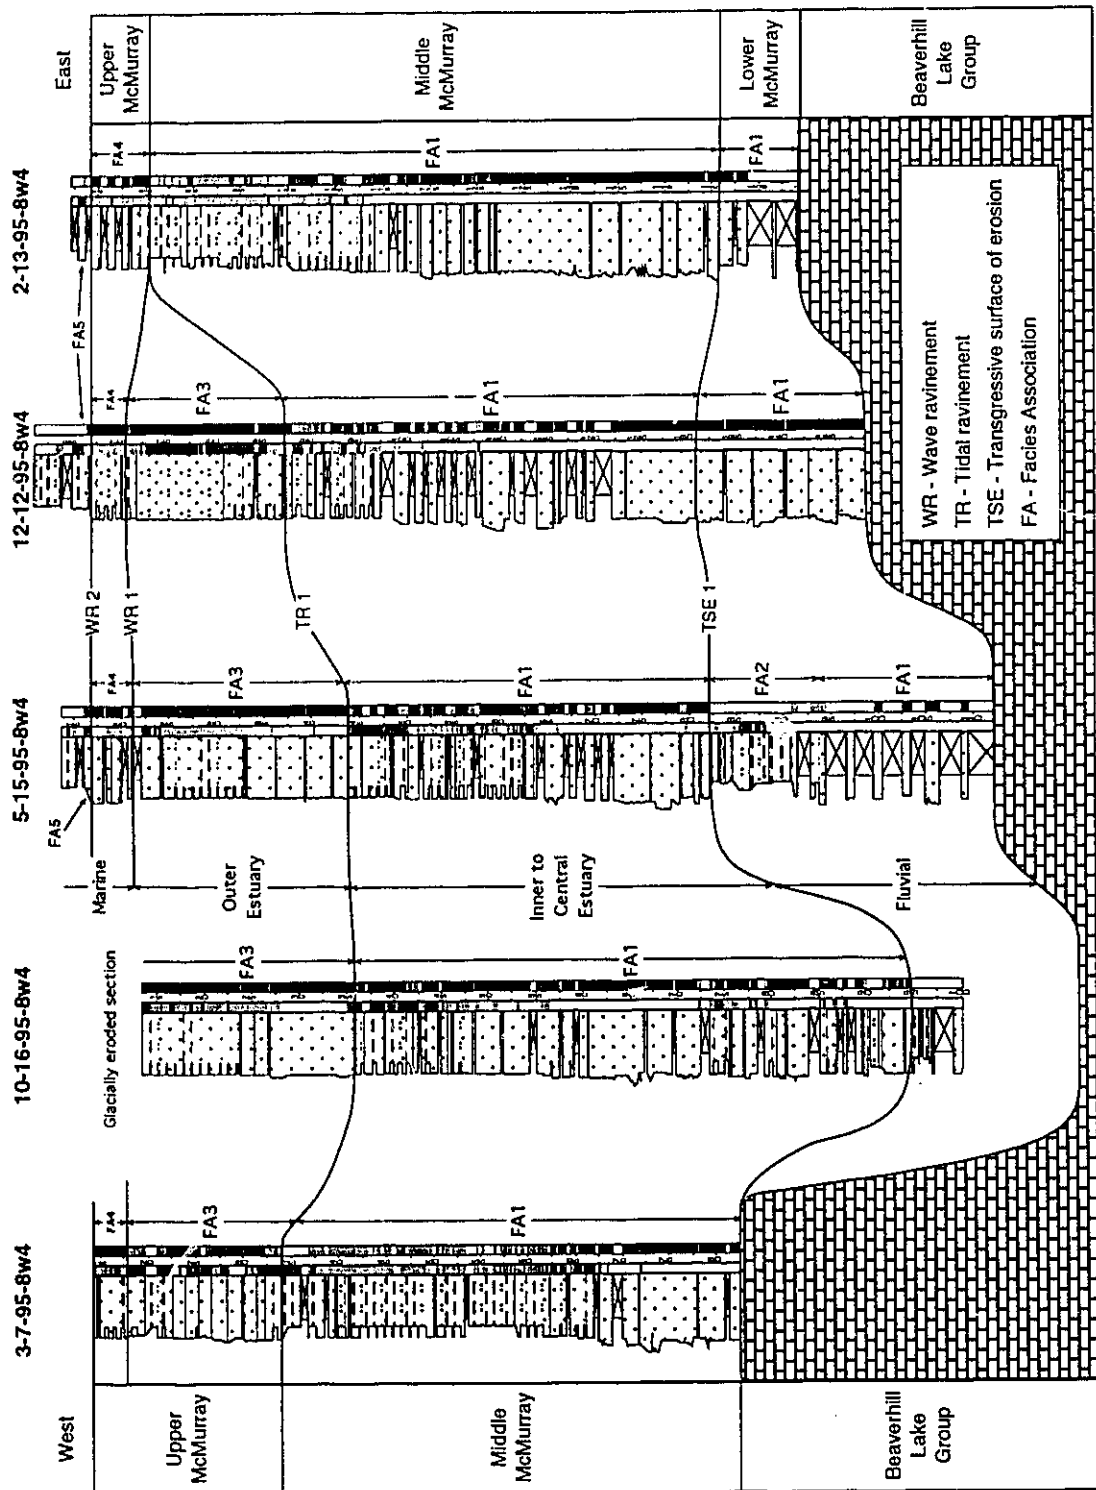 West
3-7-95-8w4
10-16-95-8w4
5-15-95-8w4
12-12-95-8w4
2-13-95-8w4
East
Upper
McMurray
Middle
McMurray
Beaverhill
Lake
Group
FA4
FA3
FA1
Glacially eroded section
FA3
FA1
Marine
Outer
Estuary
Inner to
Central
Estuary
Fluvial
FA5
FA4
FA3
FA1
FA2
FA1
WR 2
WR 1
TR 1
TSE 1
FA5
FA4
FA3
FA1
FA1
FA4
FA1
FA1
Upper
McMurray
Middle
McMurray
Lower
McMurray
Beaverhill
Lake
Group
WR - Wave ravinement
TR - Tidal ravinement
TSE - Transgressive surface of erosion
FA - Facies Association